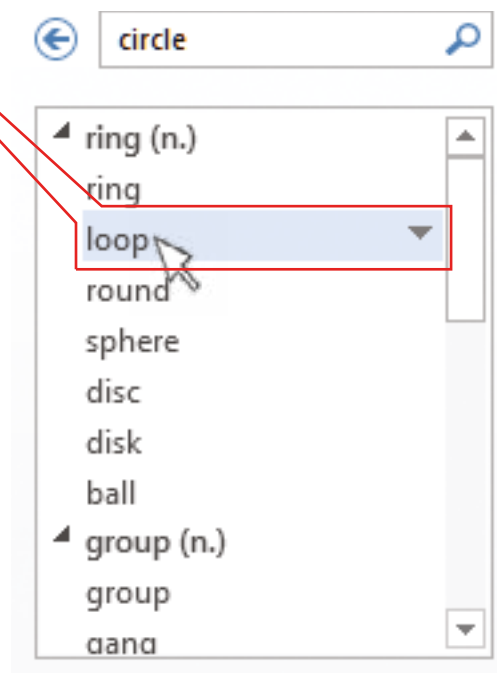 circle
ring (n.)
ring
loop
round
sphere
disc
disk
ball
group (n.)
group
gang